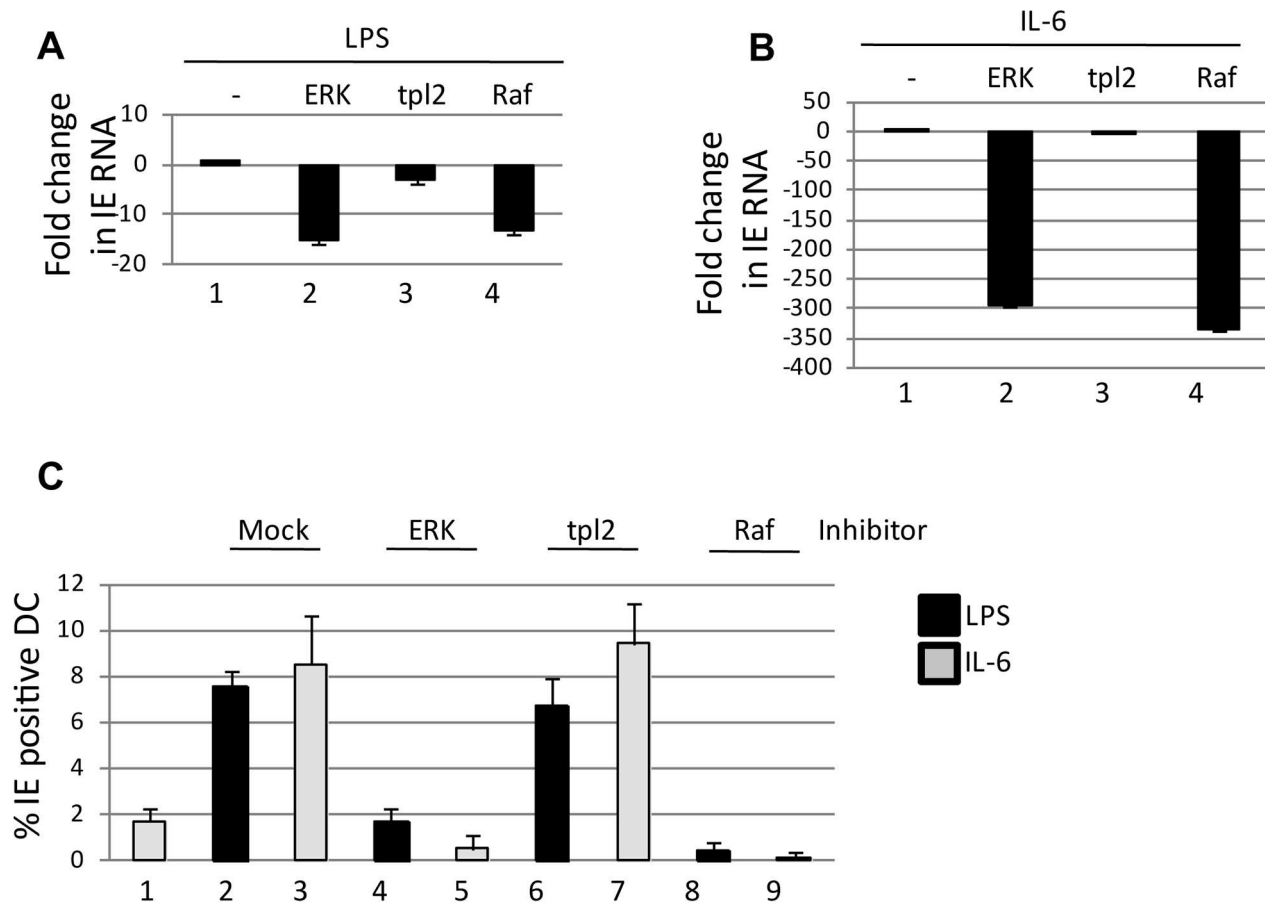 A
LPS
- ERK tpl2 Raf
Fold change
in IE RNA
10
0
-10
-20
1 2 3 4
B
IL-6
- ERK tpl2 Raf
Fold change
in IE RNA
50
0
-50
-100
-150
-200
-250
-300
-350
-400
1 2 3 4
C
Mock ERK tpl2 Raf Inhibitor
% IE positive DC
12
10
8
6
4
2
0
1 2 3 4 5 6 7 8 9
LPS
IL-6